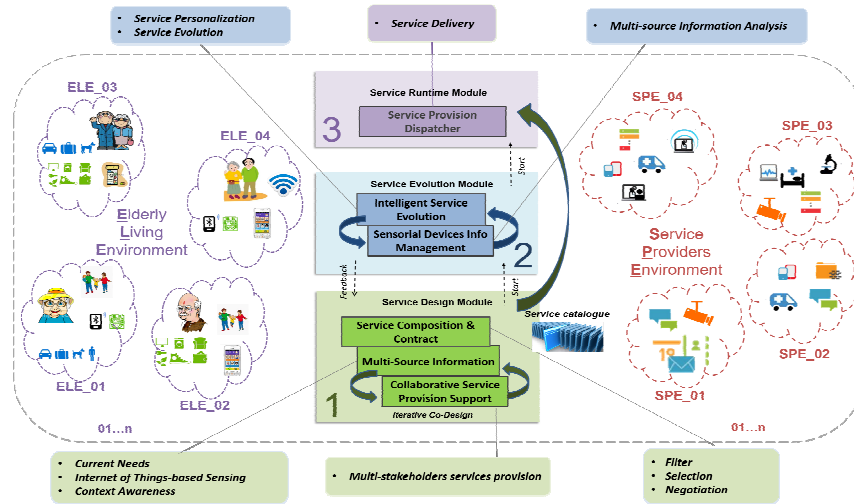 Service Personalization
Service Evolution
Service Delivery
Multi-source Information Analysis
ELE_03
ELE_04
Elderly
Living
Environment
ELE_01
ELE_02
01...n
Service Runtime Module
3
Service Provision
Dispatcher
Start
Service Evolution Module
Intelligent Service
Evolution
Sensorial Devices Info
Management
2
Feedback
Start
Service Design Module
Service Composition &
Contract
Multi-Source Information
Collaborative Service
Provision Support
1
Iterative Co-Design
Service catalogue
SPE_04
SPE_03
Service
Providers
Environment
19
SPE_02
SPE_01
01...n
Current Needs
Internet of Things-based Sensing
Context Awareness
Multi-stakeholders services provision
Filter
Selection
Negotiation